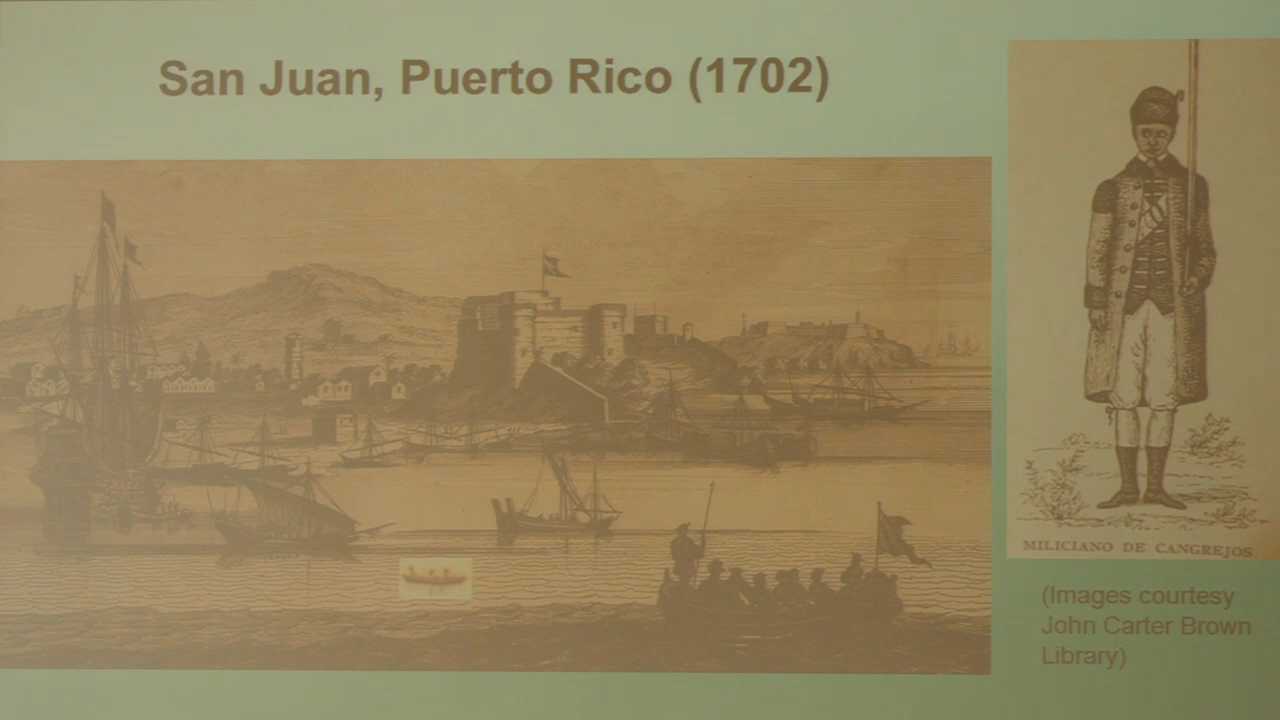 San Juan, Puerto Rico (1702)
MILICIANO DE CANGREJOS
(Images courtesy
John Carter Brown
Library)